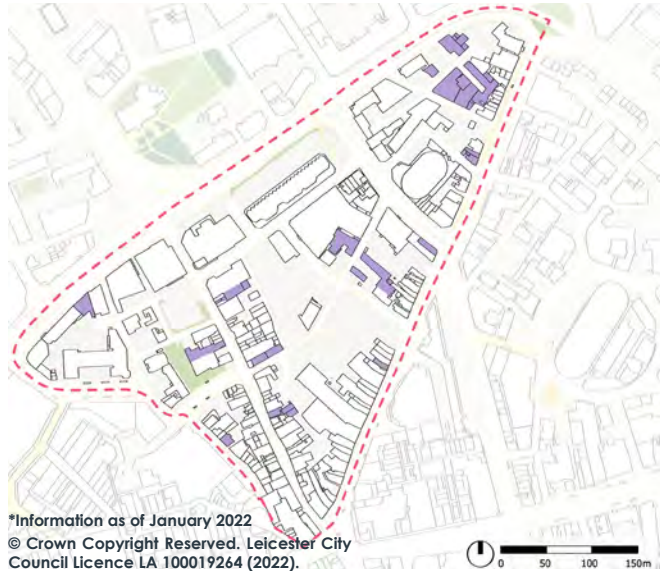 *Information as of January 2022
© Crown Copyright Reserved. Leicester City
Council Licence LA 100019264 (2022).
0 50 100 150m